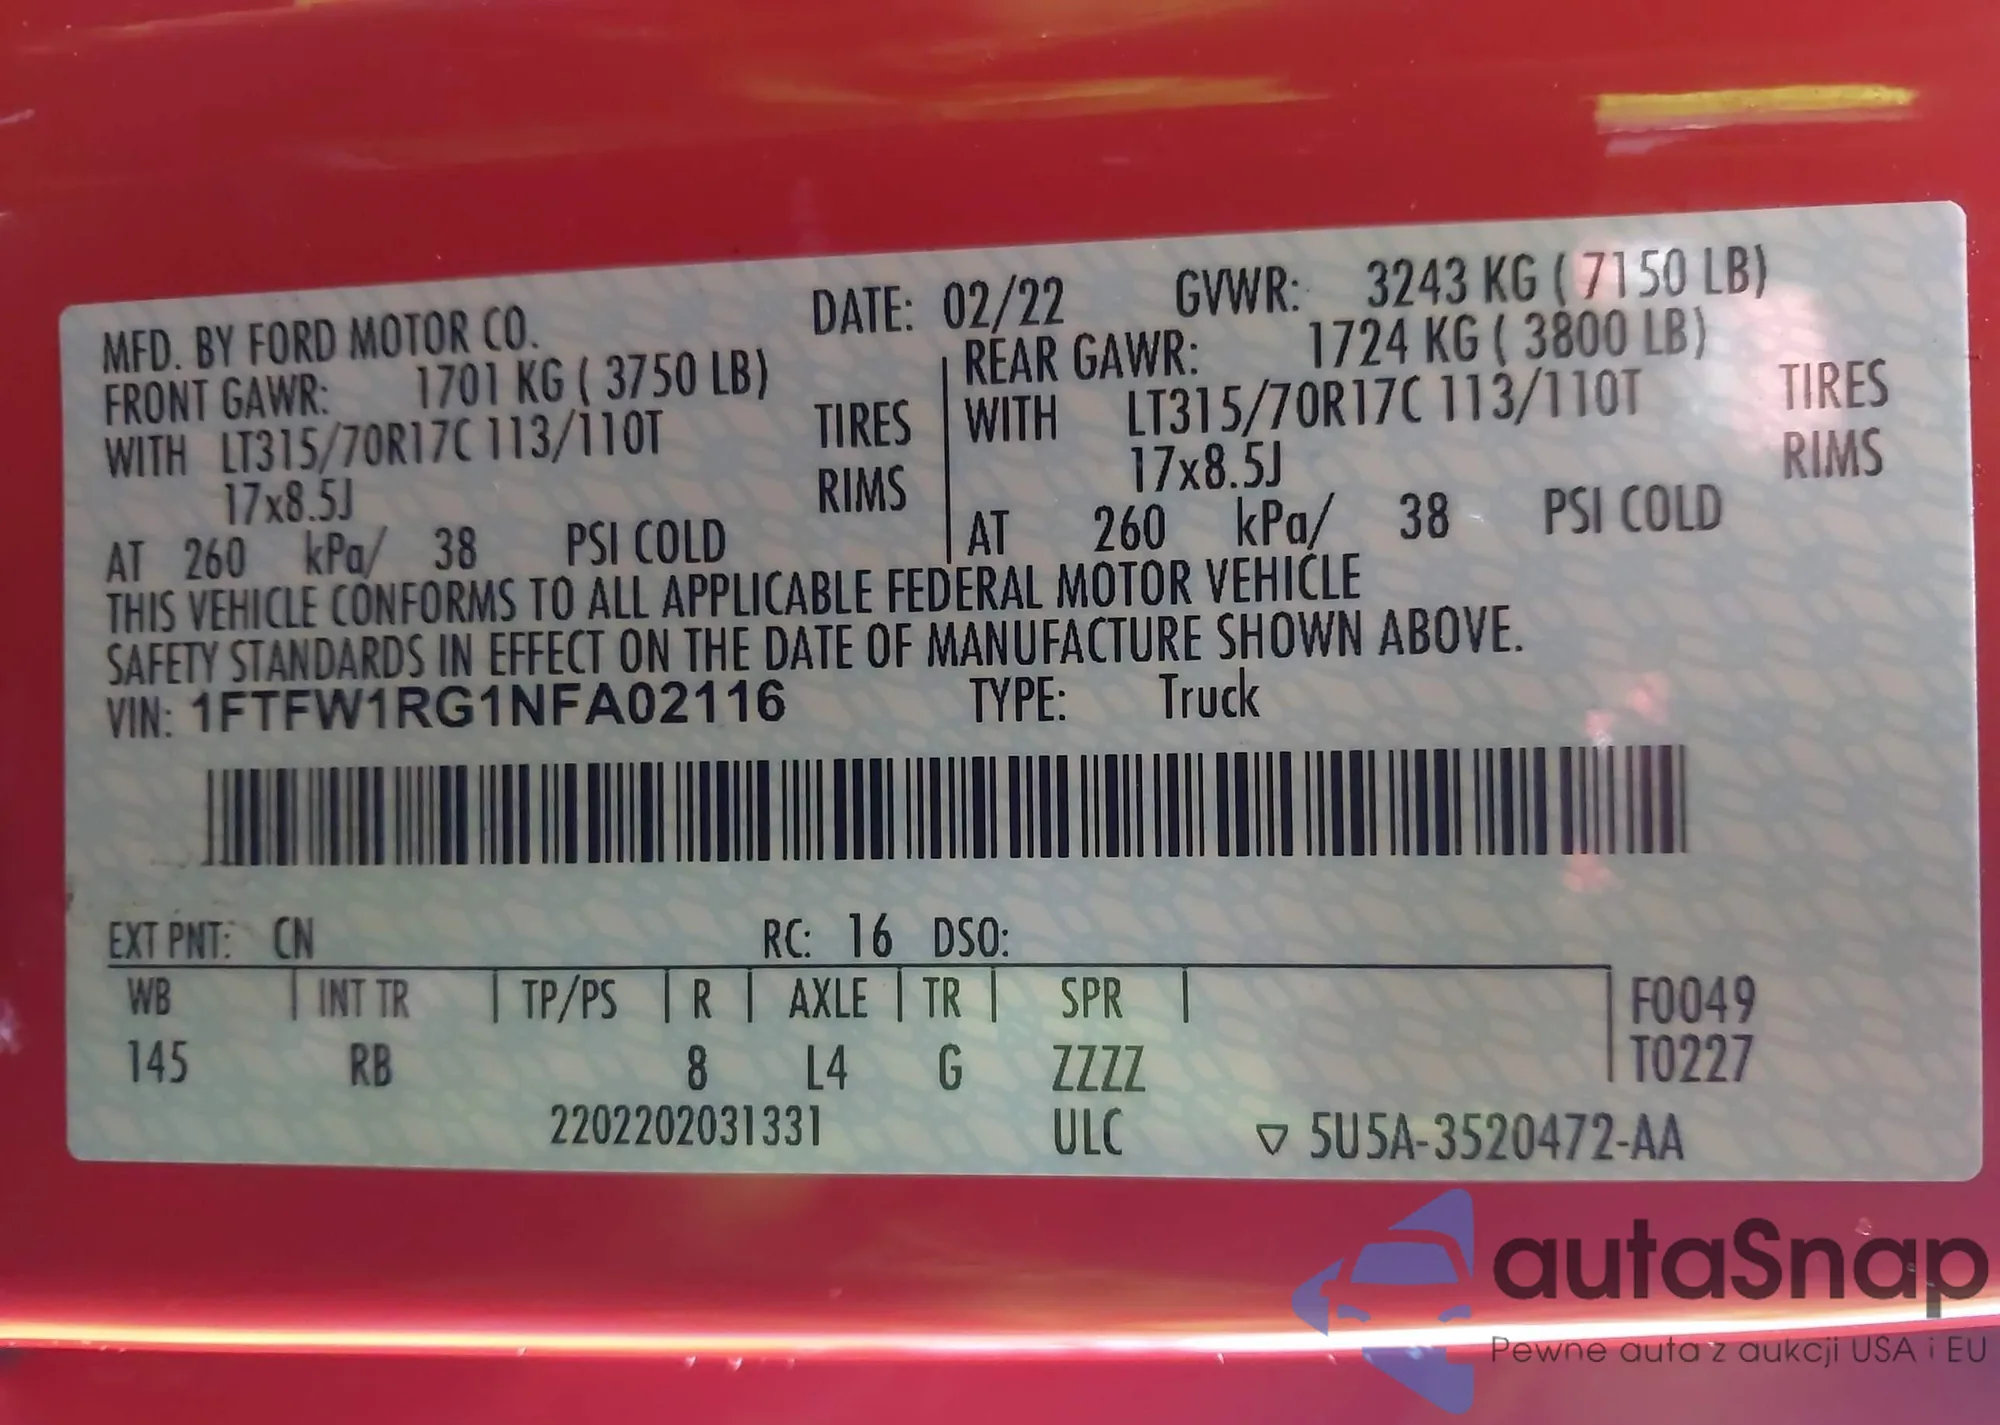 MFD. BY FORD MOTOR CO. DATE: 02/22 GVWR: 3243 KG ( 7150 LB)
FRONT GAWR: 1701 KG ( 3750 LB) REAR GAWR: 1724 KG ( 3800 LB)
WITH LT315/70R17C 113/110T TIRES WITH LT315/70R17C 113/110T TIRES
17x8.5J RIMS 17x8.5J RIMS
AT 260 kPa/ 38 PSI COLD AT 260 kPa/ 38 PSI COLD
THIS VEHICLE CONFORMS TO ALL APPLICABLE FEDERAL MOTOR VEHICLE
SAFETY STANDARDS IN EFFECT ON THE DATE OF MANUFACTURE SHOWN ABOVE.
VIN: 1FTFW1RG1NFA02116 TYPE: Truck
EXT PNT: CN RC: 16 DSO:
WB INT TR TP/PS R AXLE TR SPR F0049
145 RB 8 L4 G ZZZZ T0227
2202202031331 ULC ▽ 5U5A-3520472-AA
autaSnap
Pewne auta z aukcji USA i EU